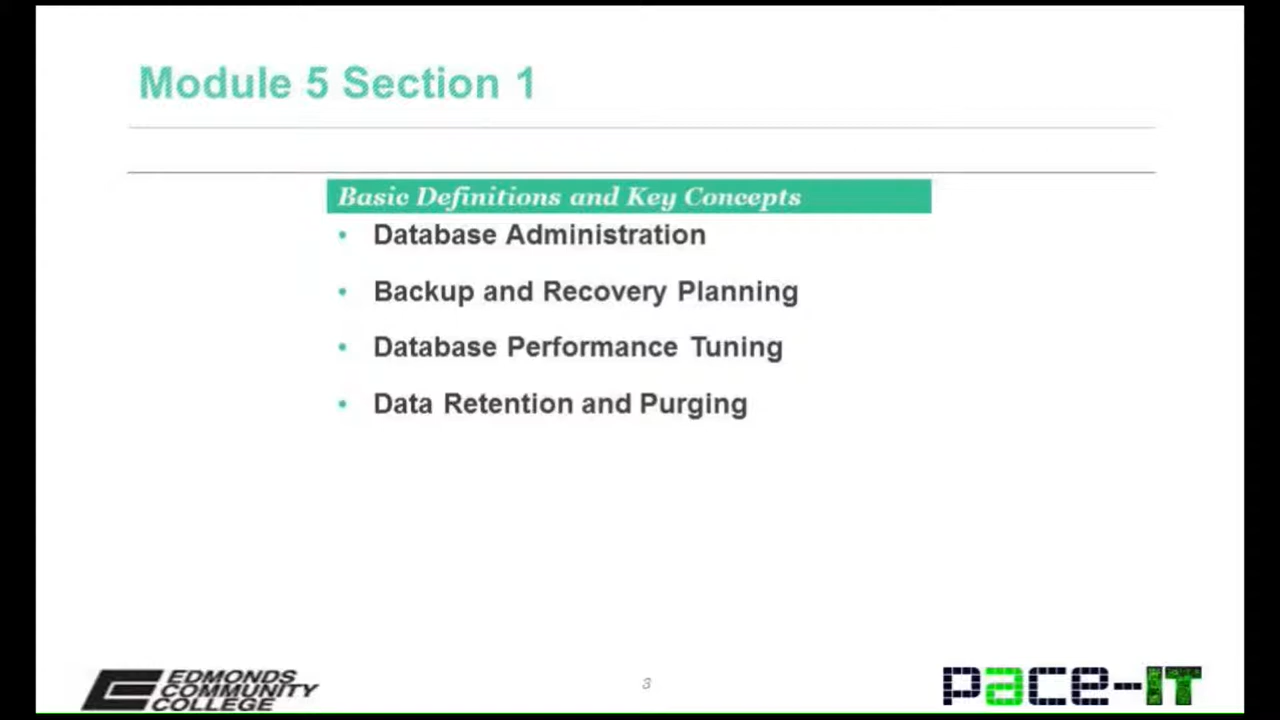 Module 5 Section 1
Basic Definitions and Key Concepts
• Database Administration
• Backup and Recovery Planning
• Database Performance Tuning
• Data Retention and Purging
EDMONDS
COMMUNITY
COLLEGE
3
pace-IT